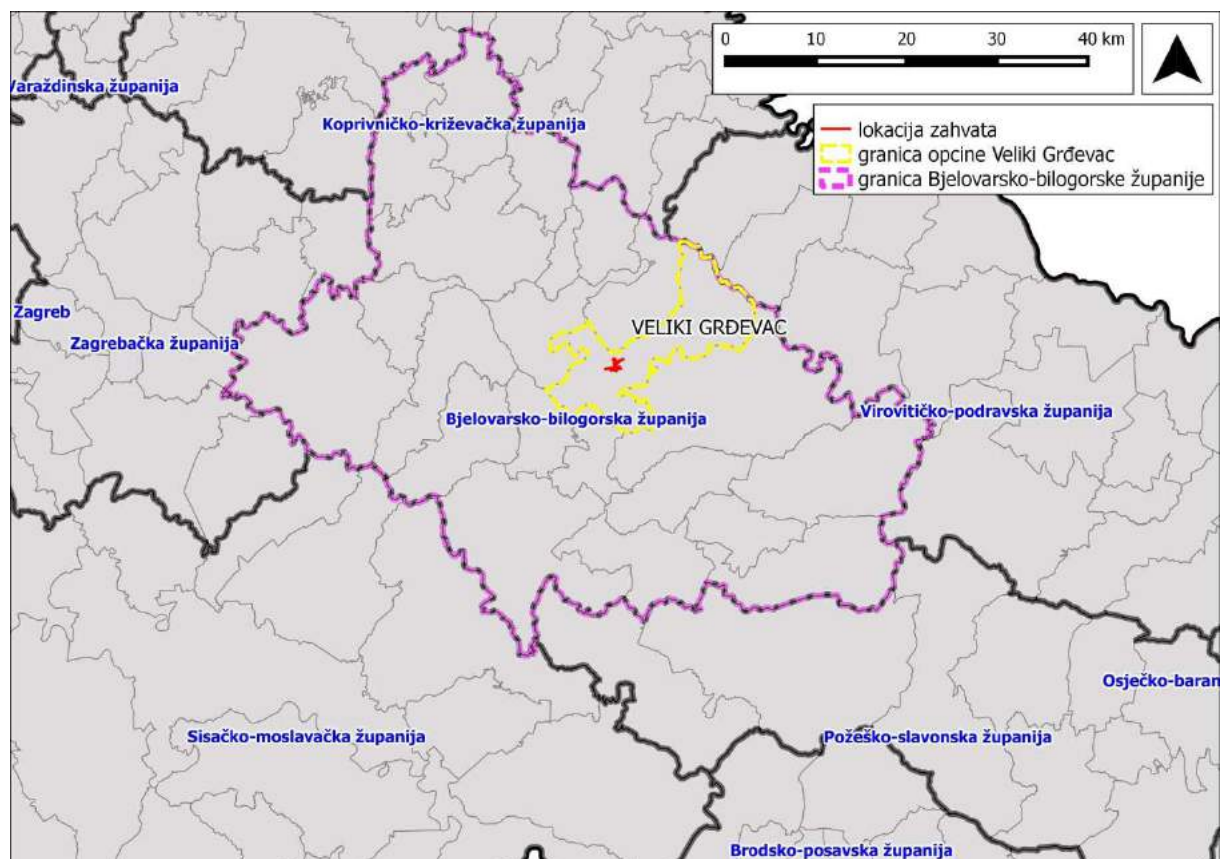 0 10 20 30 40 km
Varaždinska županija
Koprivničko-križevačka županija
lokacija zahvata
granica opcine Veliki Grđevac
granica Bjelovarsko-bilogorske županije
Zagreb
VELIKI GRĐEVAC
Zagrebačka županija
Bjelovarsko-bilogorska županija
Virovitičko-podravska županija
Osječko-baran
Sisačko-moslavačka županija
Požeško-slavonska županija
Brodsko-posavska županija